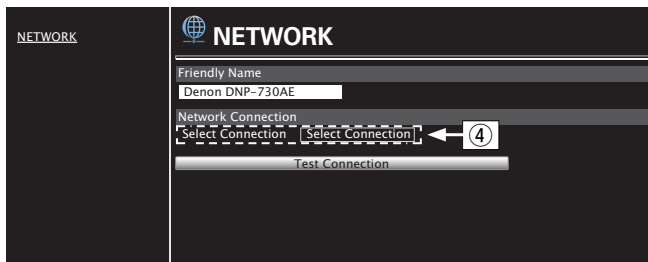 NETWORK
NETWORK
Friendly Name
Denon DNP-730AE
Network Connection
Select Connection Select Connection ④
Test Connection